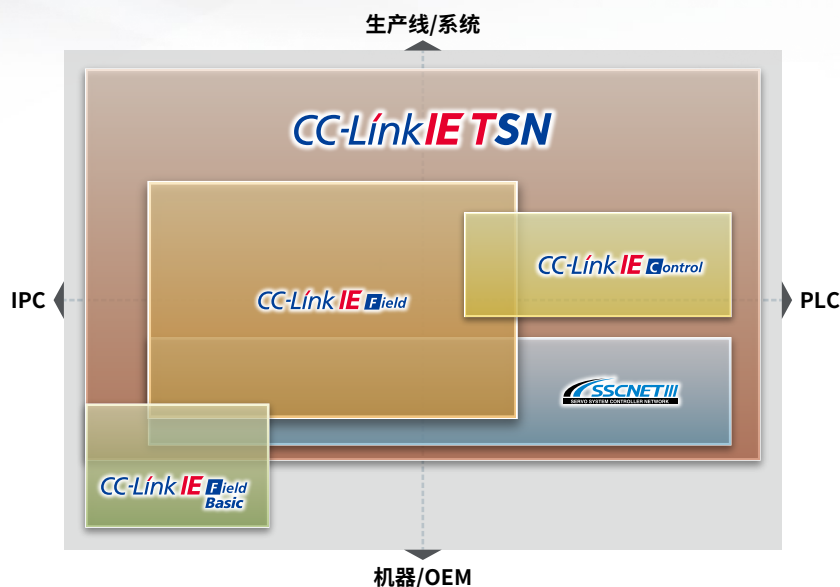 生产线/系统
CC-Link IE TSN
CC-Link IE Control
IPC
CC-Link IE Field
PLC
SSCNET III
SERVO SYSTEM CONTROLLER NETWORK
CC-Link IE Field
Basic
机器/OEM